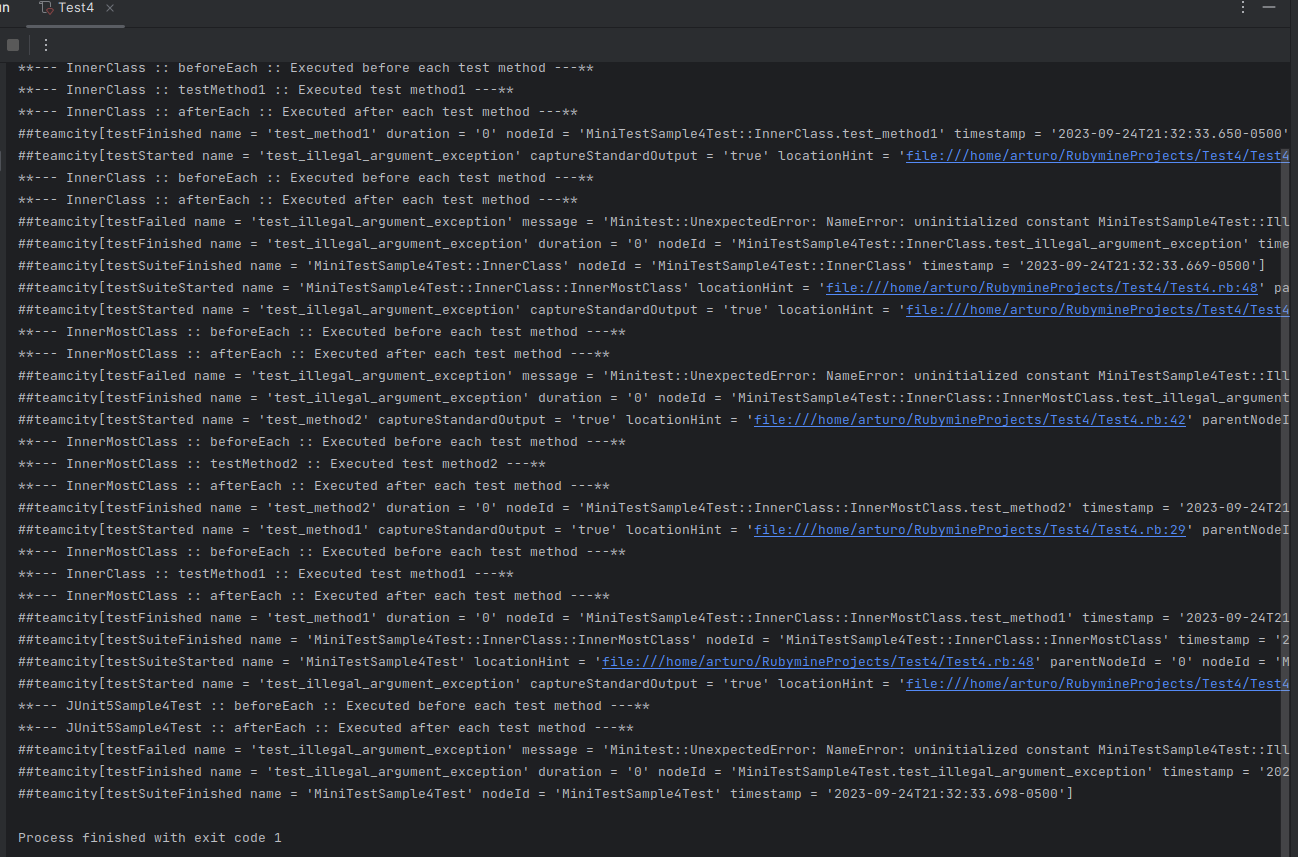 Test4
**--- InnerClass :: beforeEach :: Executed before each test method ---**
**--- InnerClass :: testMethod1 :: Executed test method1 ---**
**--- InnerClass :: afterEach :: Executed after each test method ---**
##teamcity[testFinished name = 'test_method1' duration = '0' nodeId = 'MiniTestSample4Test::InnerClass.test_method1' timestamp = '2023-09-24T21:32:33.650-0500'
##teamcity[testStarted name = 'test_illegal_argument_exception' captureStandardOutput = 'true' locationHint = 'file:///home/arturo/RubymineProjects/Test4/Test4
**--- InnerClass :: beforeEach :: Executed before each test method ---**
**--- InnerClass :: afterEach :: Executed after each test method ---**
##teamcity[testFailed name = 'test_illegal_argument_exception' message = 'Minitest::UnexpectedError: NameError: uninitialized constant MiniTestSample4Test::Ill
##teamcity[testFinished name = 'test_illegal_argument_exception' duration = '0' nodeId = 'MiniTestSample4Test::InnerClass.test_illegal_argument_exception' time
##teamcity[testSuiteFinished name = 'MiniTestSample4Test::InnerClass' nodeId = 'MiniTestSample4Test::InnerClass' timestamp = '2023-09-24T21:32:33.669-0500']
##teamcity[testSuiteStarted name = 'MiniTestSample4Test::InnerClass::InnerMostClass' locationHint = 'file:///home/arturo/RubymineProjects/Test4/Test4.rb:48' pa
##teamcity[testStarted name = 'test_illegal_argument_exception' captureStandardOutput = 'true' locationHint = 'file:///home/arturo/RubymineProjects/Test4/Test4
**--- InnerMostClass :: beforeEach :: Executed before each test method ---**
**--- InnerMostClass :: afterEach :: Executed after each test method ---**
##teamcity[testFailed name = 'test_illegal_argument_exception' message = 'Minitest::UnexpectedError: NameError: uninitialized constant MiniTestSample4Test::Ill
##teamcity[testFinished name = 'test_illegal_argument_exception' duration = '0' nodeId = 'MiniTestSample4Test::InnerClass::InnerMostClass.test_illegal_argument
##teamcity[testStarted name = 'test_method2' captureStandardOutput = 'true' locationHint = 'file:///home/arturo/RubymineProjects/Test4/Test4.rb:42' parentNodeI
**--- InnerMostClass :: beforeEach :: Executed before each test method ---**
**--- InnerMostClass :: testMethod2 :: Executed test method2 ---**
**--- InnerMostClass :: afterEach :: Executed after each test method ---**
##teamcity[testFinished name = 'test_method2' duration = '0' nodeId = 'MiniTestSample4Test::InnerClass::InnerMostClass.test_method2' timestamp = '2023-09-24T21
##teamcity[testStarted name = 'test_method1' captureStandardOutput = 'true' locationHint = 'file:///home/arturo/RubymineProjects/Test4/Test4.rb:29' parentNodeI
**--- InnerMostClass :: beforeEach :: Executed before each test method ---**
**--- InnerClass :: testMethod1 :: Executed test method1 ---**
**--- InnerMostClass :: afterEach :: Executed after each test method ---**
##teamcity[testFinished name = 'test_method1' duration = '0' nodeId = 'MiniTestSample4Test::InnerClass::InnerMostClass.test_method1' timestamp = '2023-09-24T21
##teamcity[testSuiteFinished name = 'MiniTestSample4Test::InnerClass::InnerMostClass' nodeId = 'MiniTestSample4Test::InnerClass::InnerMostClass' timestamp = '2
##teamcity[testSuiteStarted name = 'MiniTestSample4Test' locationHint = 'file:///home/arturo/RubymineProjects/Test4/Test4.rb:48' parentNodeId = '0' nodeId = 'M
##teamcity[testStarted name = 'test_illegal_argument_exception' captureStandardOutput = 'true' locationHint = 'file:///home/arturo/RubymineProjects/Test4/Test4
**--- JUnit5Sample4Test :: beforeEach :: Executed before each test method ---**
**--- JUnit5Sample4Test :: afterEach :: Executed after each test method ---**
##teamcity[testFailed name = 'test_illegal_argument_exception' message = 'Minitest::UnexpectedError: NameError: uninitialized constant MiniTestSample4Test::Ill
##teamcity[testFinished name = 'test_illegal_argument_exception' duration = '0' nodeId = 'MiniTestSample4Test.test_illegal_argument_exception' timestamp = '202
##teamcity[testSuiteFinished name = 'MiniTestSample4Test' nodeId = 'MiniTestSample4Test' timestamp = '2023-09-24T21:32:33.698-0500']
Process finished with exit code 1